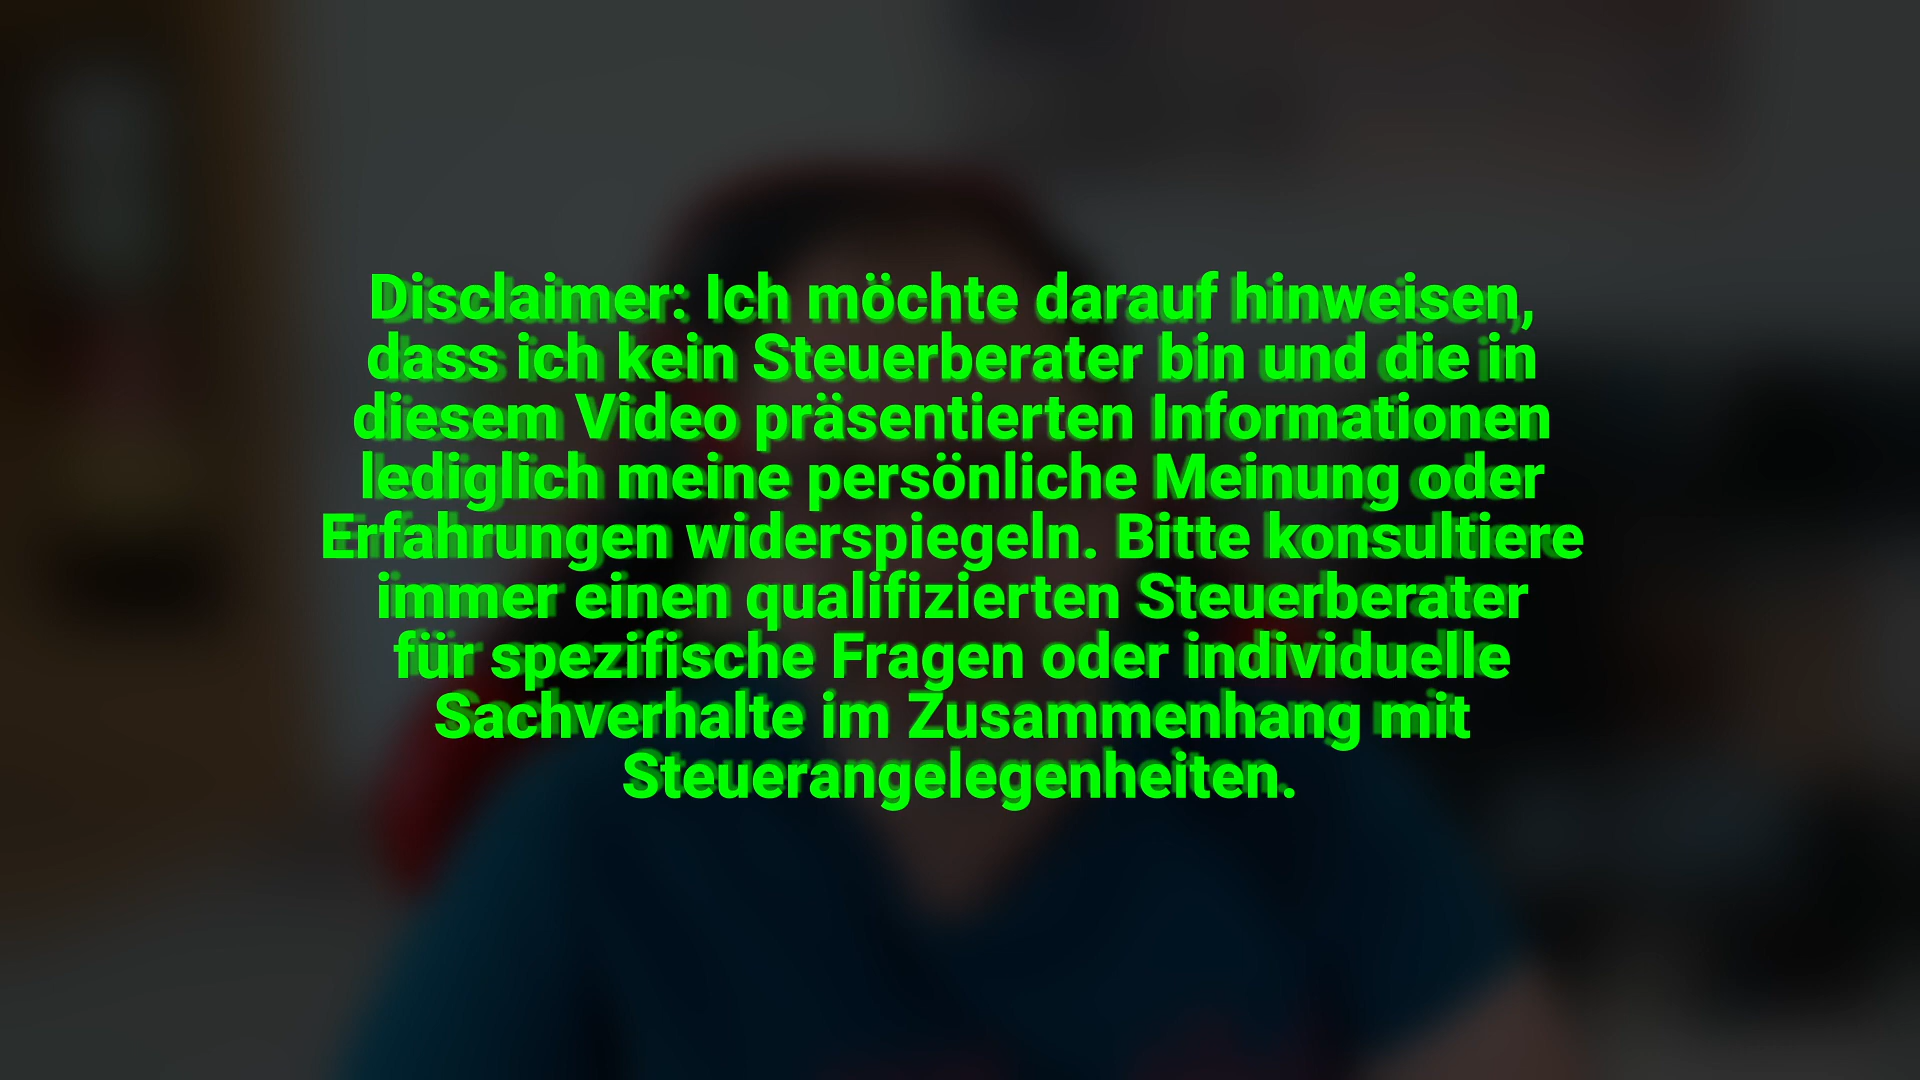 Disclaimer: Ich möchte darauf hinweisen,
dass ich kein Steuerberater bin und die in
diesem Video präsentierten Informationen
lediglich meine persönliche Meinung oder
Erfahrungen widerspiegeln. Bitte konsultiere
immer einen qualifizierten Steuerberater
für spezifische Fragen oder individuelle
Sachverhalte im Zusammenhang mit
Steuerangelegenheiten.